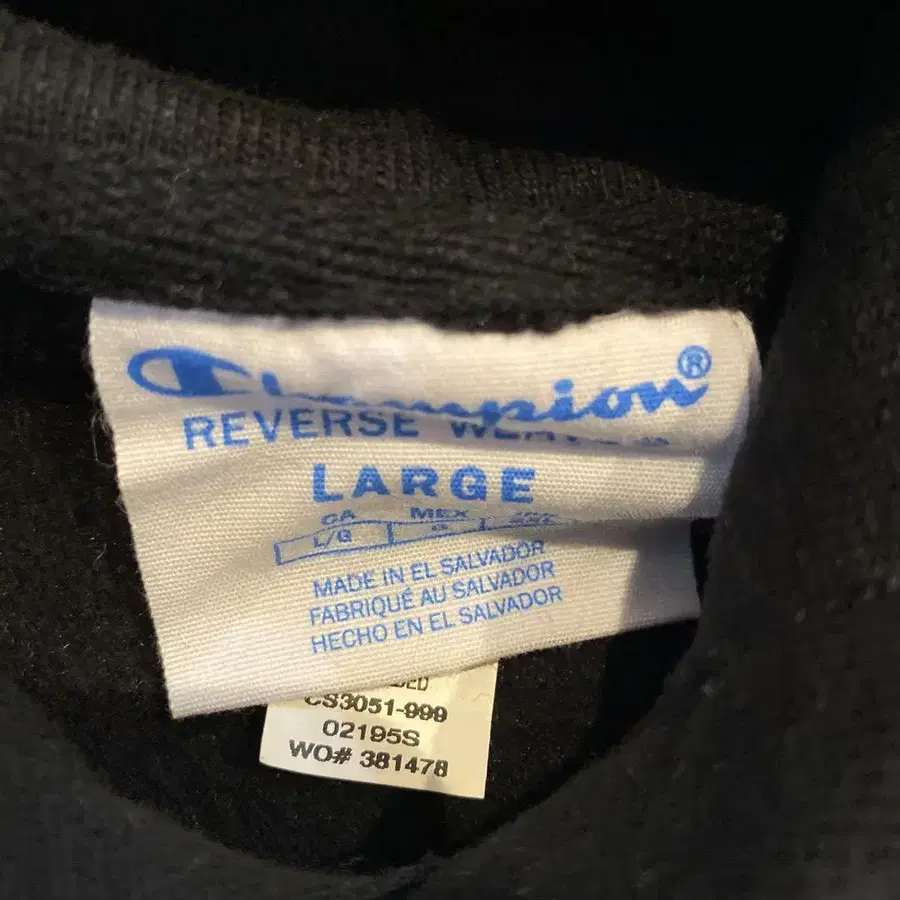 Champion®
REVERSE WEAVE
LARGE
CA MEX
L/G G
MADE IN EL SALVADOR
FABRIQUÉ AU SALVADOR
HECHO EN EL SALVADOR
CS3051-999
02195S
WO# 381478